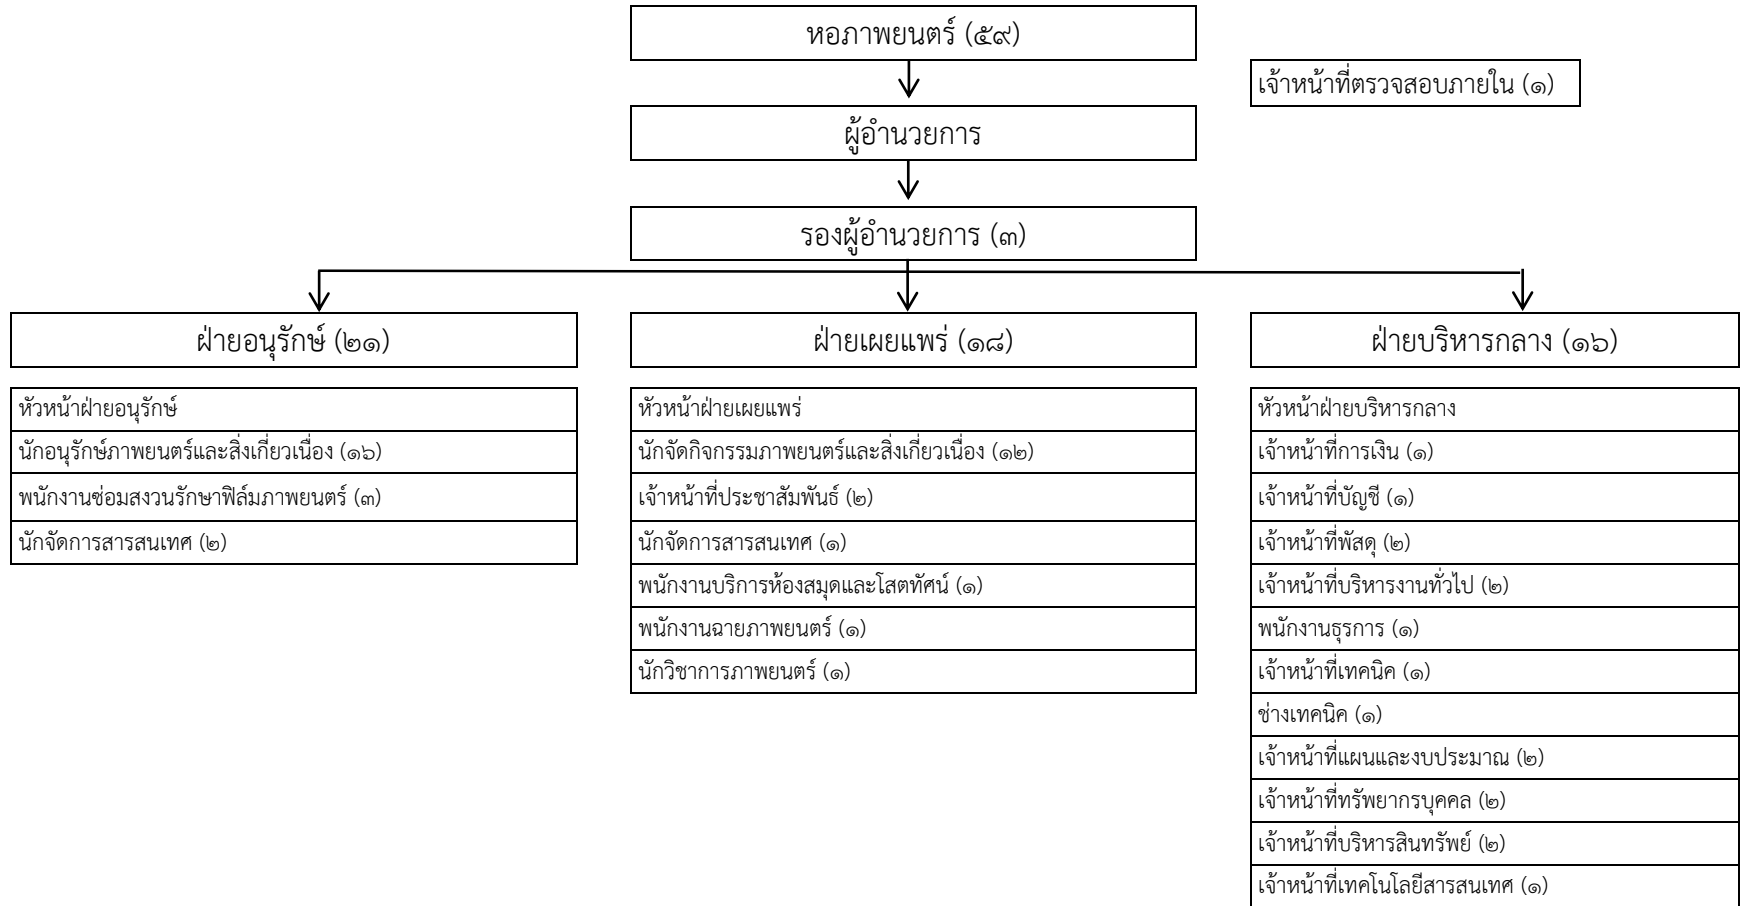 หอภาพยนตร์ (๕๙)
เจ้าหน้าที่ตรวจสอบภายใน (๑)
ผู้อำนวยการ
รองผู้อำนวยการ (๓)
ฝ่ายอนุรักษ์ (๒๑)
หัวหน้าฝ่ายอนุรักษ์
นักอนุรักษ์ภาพยนตร์และสิ่งเกี่ยวเนื่อง (๑๖)
พนักงานซ่อมสงวนรักษาฟิล์มภาพยนตร์ (๓)
นักจัดการสารสนเทศ (๒)
ฝ่ายเผยแพร่ (๑๘)
หัวหน้าฝ่ายเผยแพร่
นักจัดกิจกรรมภาพยนตร์และสิ่งเกี่ยวเนื่อง (๑๒)
เจ้าหน้าที่ประชาสัมพันธ์ (๒)
นักจัดการสารสนเทศ (๑)
พนักงานบริการห้องสมุดและโสตทัศน์ (๑)
พนักงานฉายภาพยนตร์ (๑)
นักวิชาการภาพยนตร์ (๑)
ฝ่ายบริหารกลาง (๑๖)
หัวหน้าฝ่ายบริหารกลาง
เจ้าหน้าที่การเงิน (๑)
เจ้าหน้าที่บัญชี (๑)
เจ้าหน้าที่พัสดุ (๒)
เจ้าหน้าที่บริหารงานทั่วไป (๒)
พนักงานธุรการ (๑)
เจ้าหน้าที่เทคนิค (๑)
ช่างเทคนิค (๑)
เจ้าหน้าที่แผนและงบประมาณ (๒)
เจ้าหน้าที่ทรัพยากรบุคคล (๒)
เจ้าหน้าที่บริหารสินทรัพย์ (๒)
เจ้าหน้าที่เทคโนโลยีสารสนเทศ (๑)